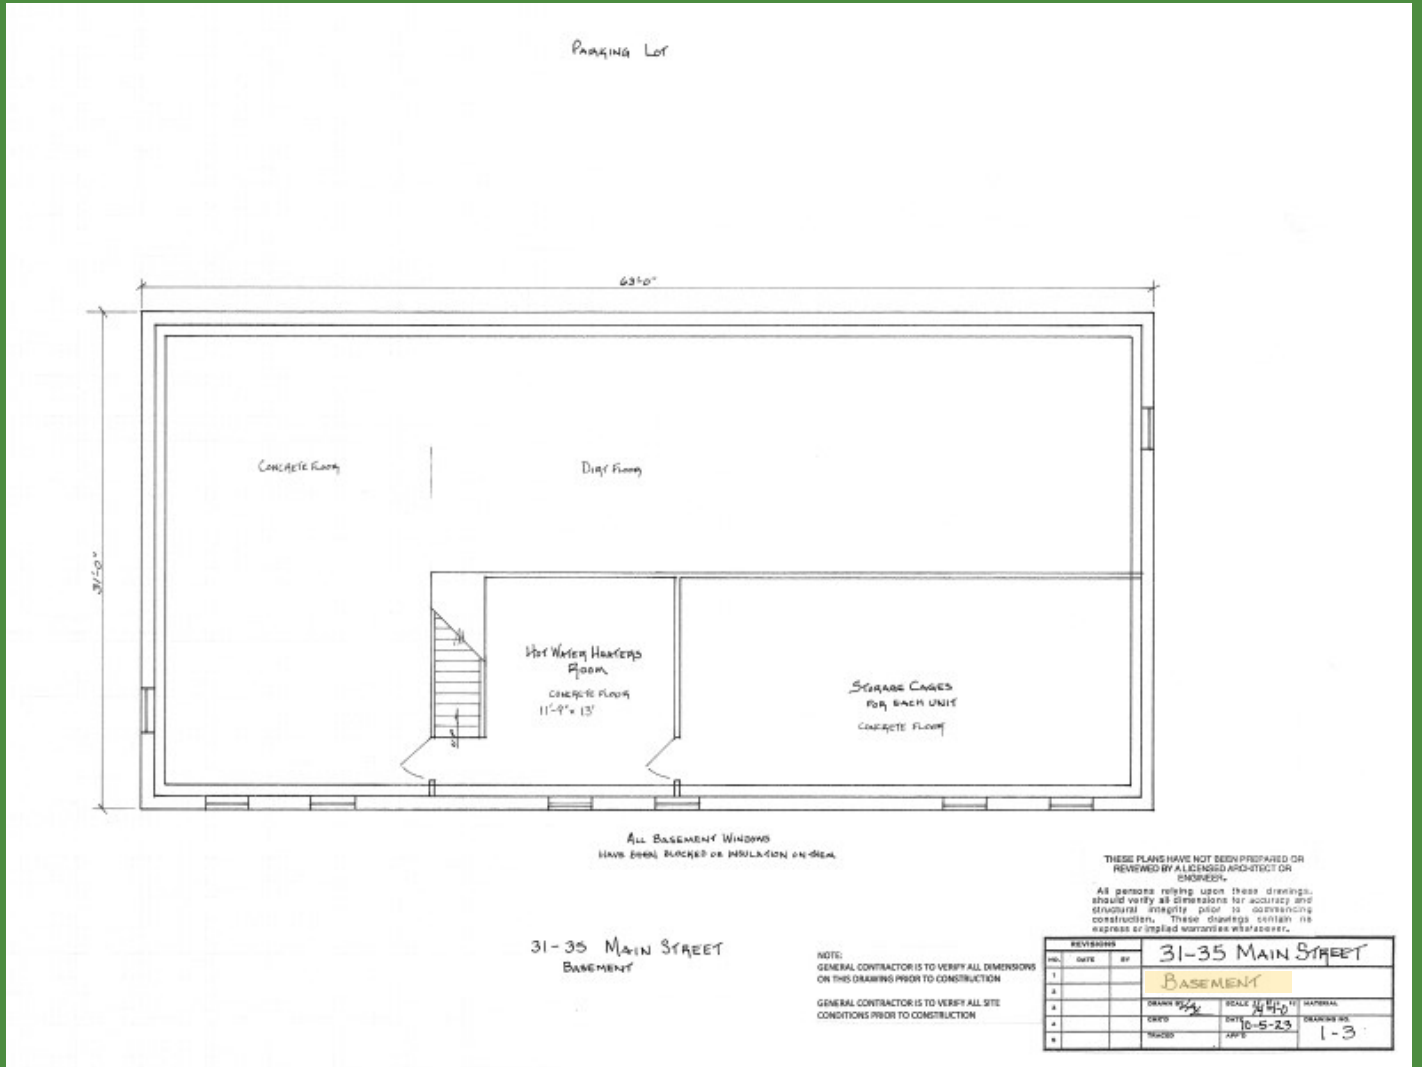 PARKING LOT
63'-0"
31'-0"
CONCRETE FLOOR
DIRT FLOOR
HOT WATER HEATERS
ROOM
CONCRETE FLOOR
11'-9" x 13'
UP
STORAGE CAGES
FOR EACH UNIT
CONCRETE FLOOR
ALL BASEMENT WINDOWS
HAVE BEEN BLOCKED OR INSULATION ON THEM
31-35 MAIN STREET
BASEMENT
NOTE:
GENERAL CONTRACTOR IS TO VERIFY ALL DIMENSIONS
ON THIS DRAWING PRIOR TO CONSTRUCTION
GENERAL CONTRACTOR IS TO VERIFY ALL SITE
CONDITIONS PRIOR TO CONSTRUCTION
THESE PLANS HAVE NOT BEEN PREPARED OR
REVIEWED BY A LICENSED ARCHITECT OR
ENGINEER.
All persons relying upon these drawings,
should verify all dimensions for accuracy and
structural integrity prior to commencing
construction. These drawings contain no
express or implied warranties whatsoever.
REVISIONS
NO. DATE BY
1
2
3
4
5
31-35 MAIN STREET
BASEMENT
DRAWN BY
SCALE 1/4"=1'-0"
MATERIAL
CHK'D
DATE 10-5-23
DRAWING NO.
1-3
TRACED
APP'D